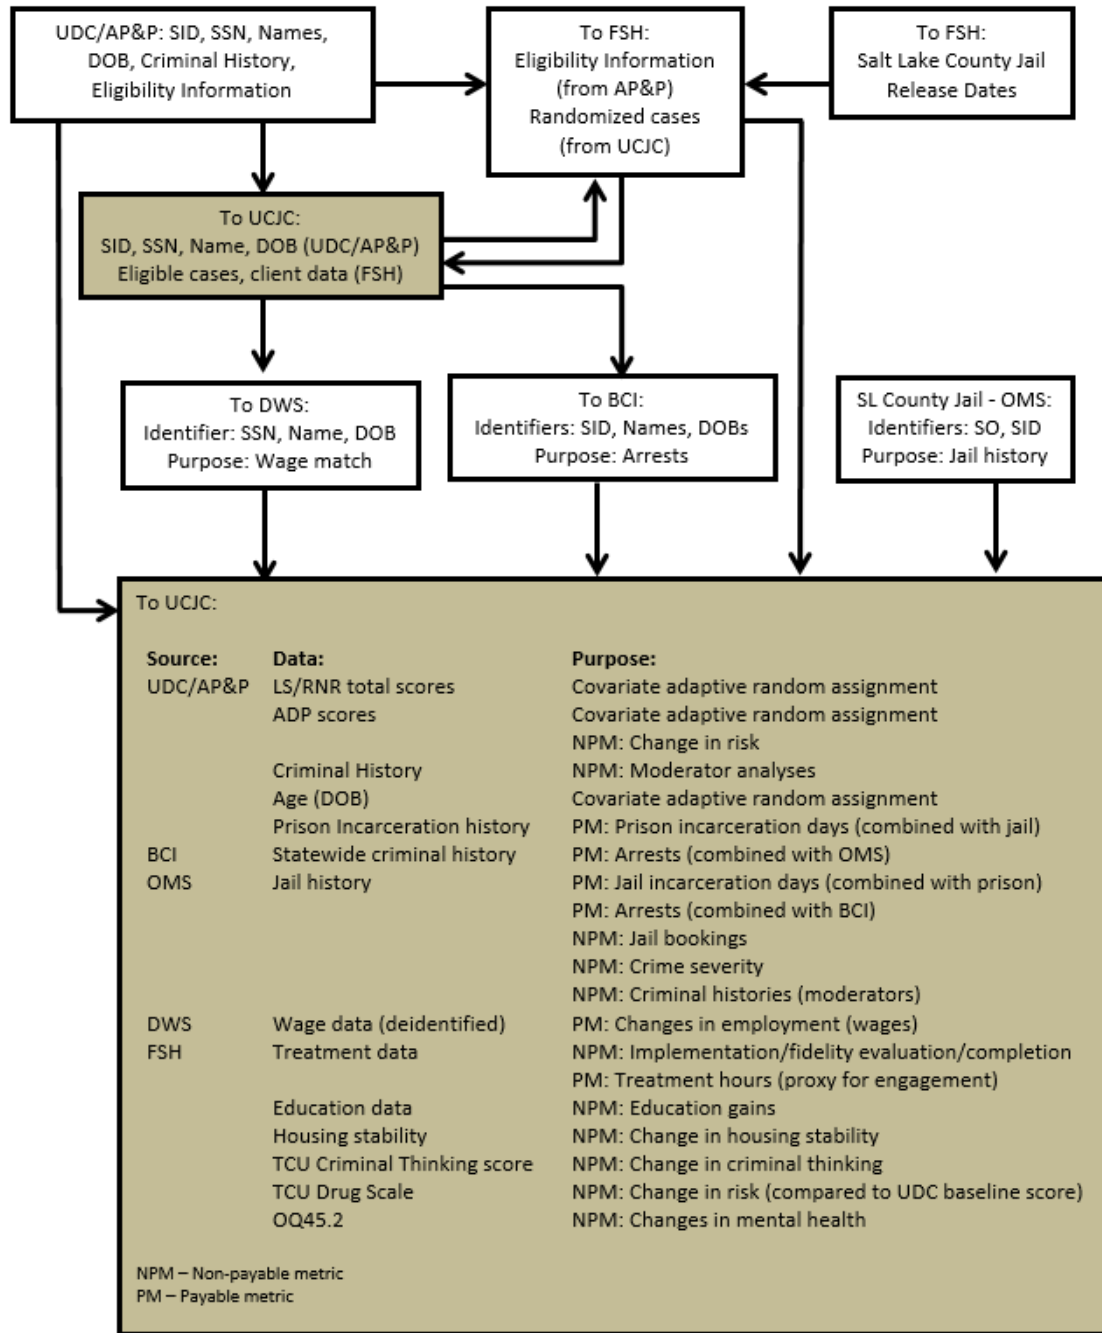 UDC/AP&P: SID, SSN, Names,
DOB, Criminal History,
Eligibility Information
To FSH:
Eligibility Information
(from AP&P)
Randomized cases
(from UCJC)
To FSH:
Salt Lake County Jail
Release Dates
To UCJC:
SID, SSN, Name, DOB (UDC/AP&P)
Eligible cases, client data (FSH)
To DWS:
Identifier: SSN, Name, DOB
Purpose: Wage match
To BCI:
Identifiers: SID, Names, DOBs
Purpose: Arrests
SL County Jail - OMS:
Identifiers: SO, SID
Purpose: Jail history
To UCJC:
Source: Data: Purpose:
UDC/AP&P LS/RNR total scores Covariate adaptive random assignment
ADP scores Covariate adaptive random assignment
NPM: Change in risk
Criminal History NPM: Moderator analyses
Age (DOB) Covariate adaptive random assignment
Prison Incarceration history PM: Prison incarceration days (combined with jail)
BCI Statewide criminal history PM: Arrests (combined with OMS)
OMS Jail history PM: Jail incarceration days (combined with prison)
PM: Arrests (combined with BCI)
NPM: Jail bookings
NPM: Crime severity
NPM: Criminal histories (moderators)
DWS Wage data (deidentified) PM: Changes in employment (wages)
FSH Treatment data NPM: Implementation/fidelity evaluation/completion
PM: Treatment hours (proxy for engagement)
Education data NPM: Education gains
Housing stability NPM: Change in housing stability
TCU Criminal Thinking score NPM: Change in criminal thinking
TCU Drug Scale NPM: Change in risk (compared to UDC baseline score)
OQ45.2 NPM: Changes in mental health
NPM – Non-payable metric
PM – Payable metric